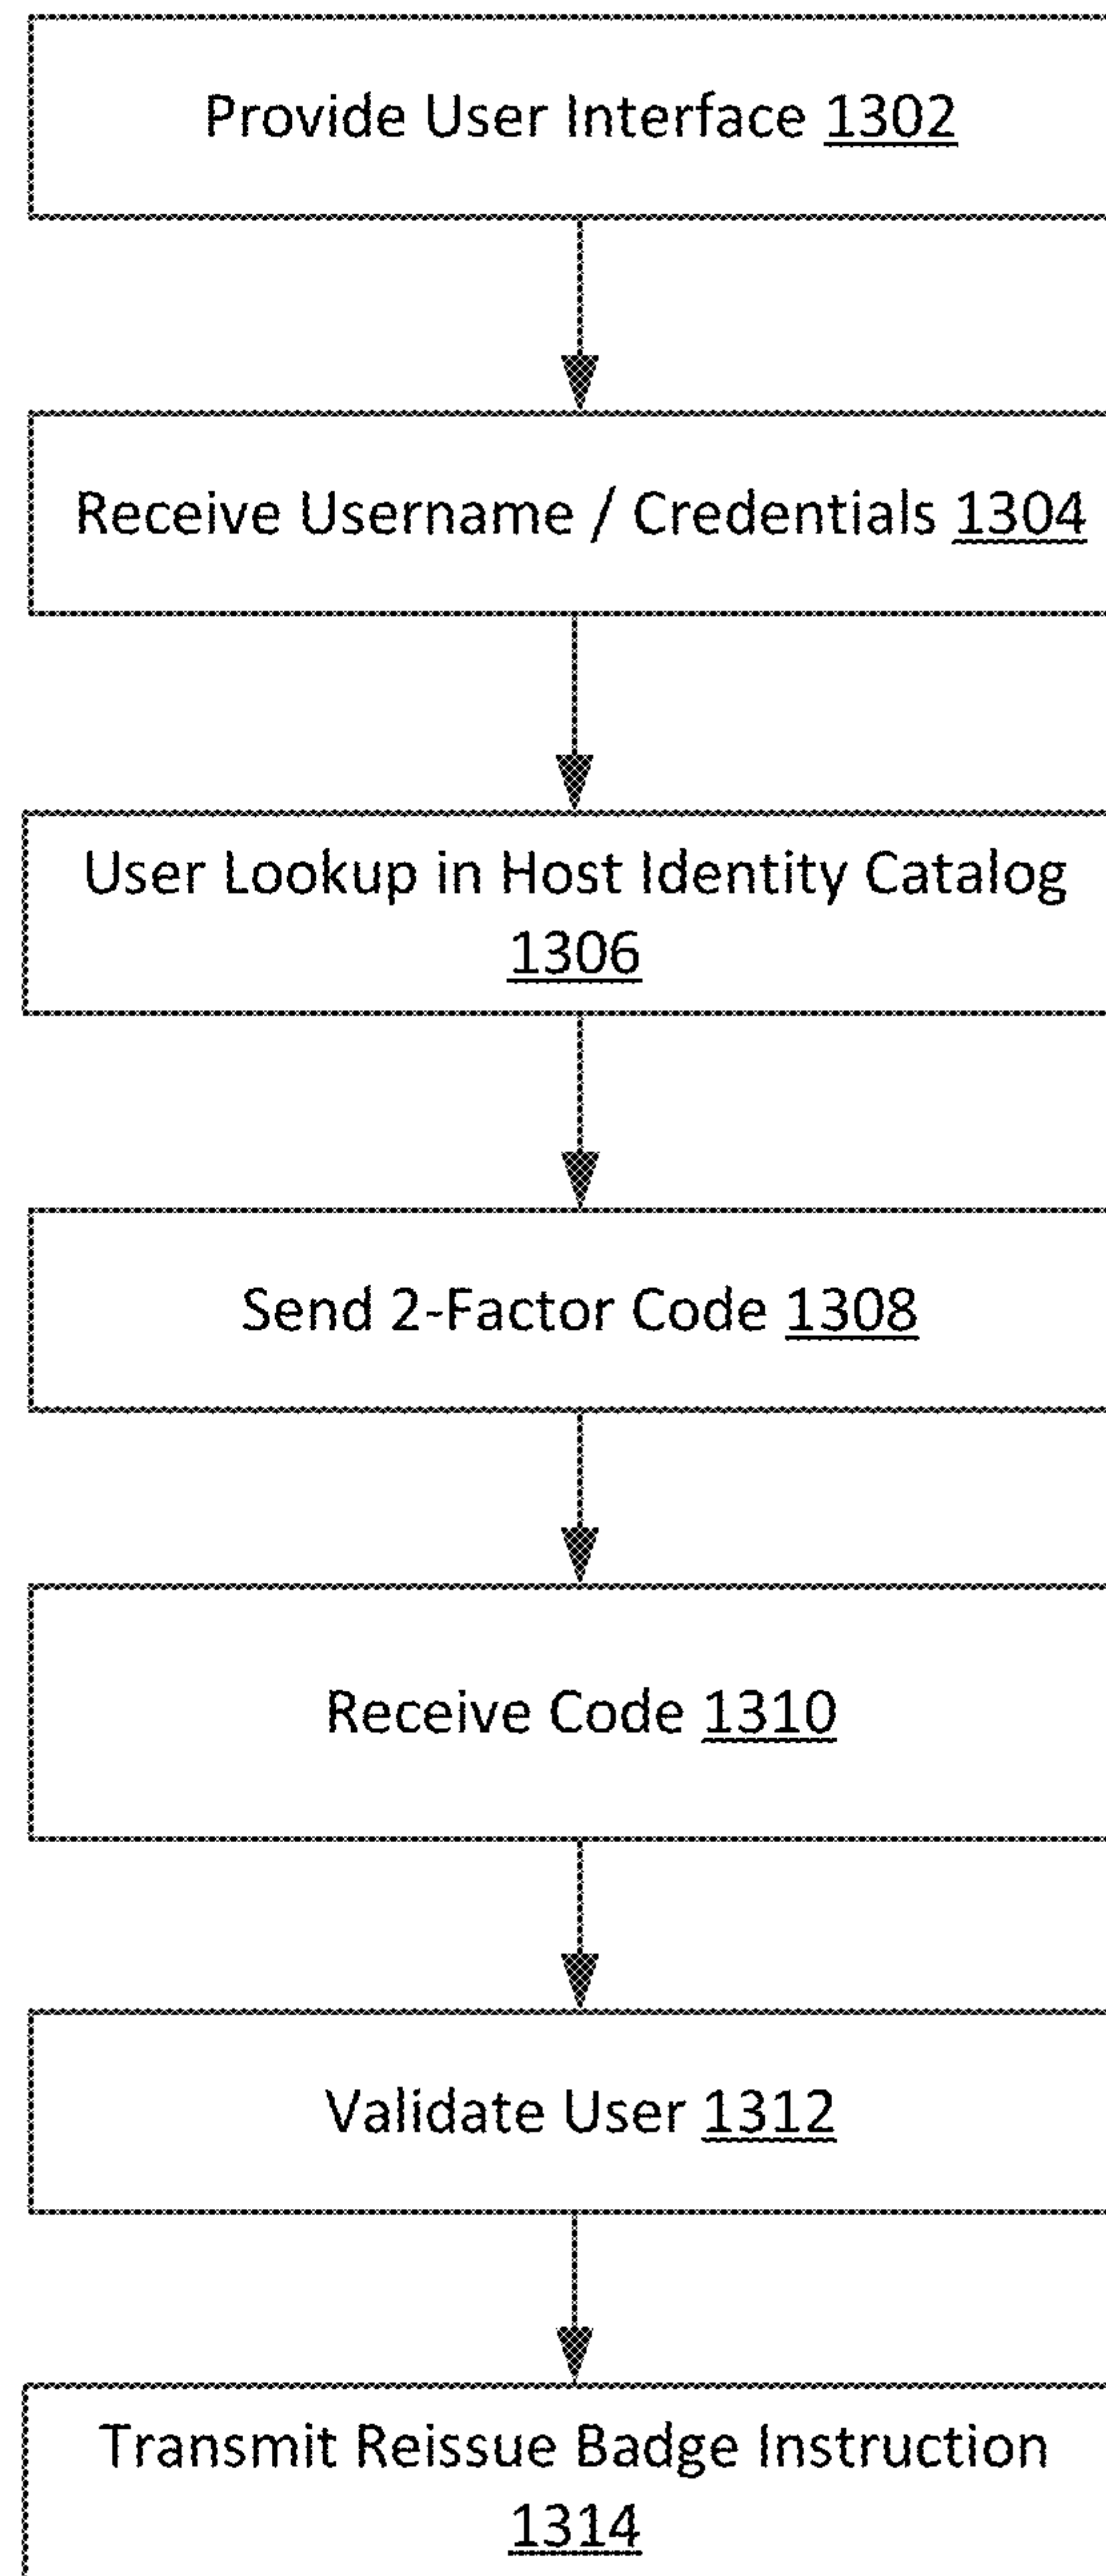 Provide User Interface 1302
Receive Username / Credentials 1304
User Lookup in Host Identity Catalog
1306
Send 2-Factor Code 1308
Receive Code 1310
Validate User 1312
Transmit Reissue Badge Instruction
1314